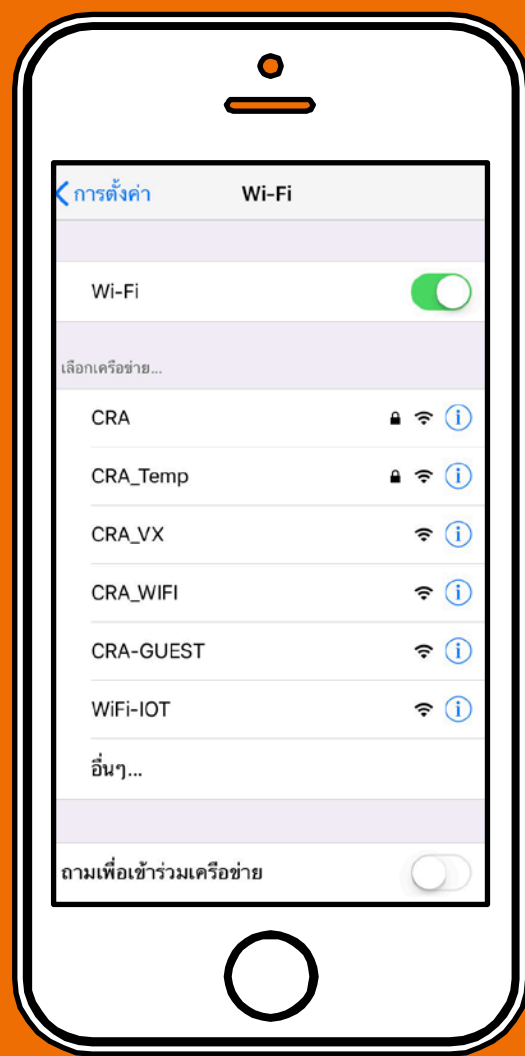 การตั้งค่า Wi-Fi
Wi-Fi
เลือกเครือข่าย...
CRA
CRA_Temp
CRA_VX
CRA_WIFI
CRA-GUEST
WiFi-IOT
อื่นๆ...
ถามเพื่อเข้าร่วมเครือข่าย